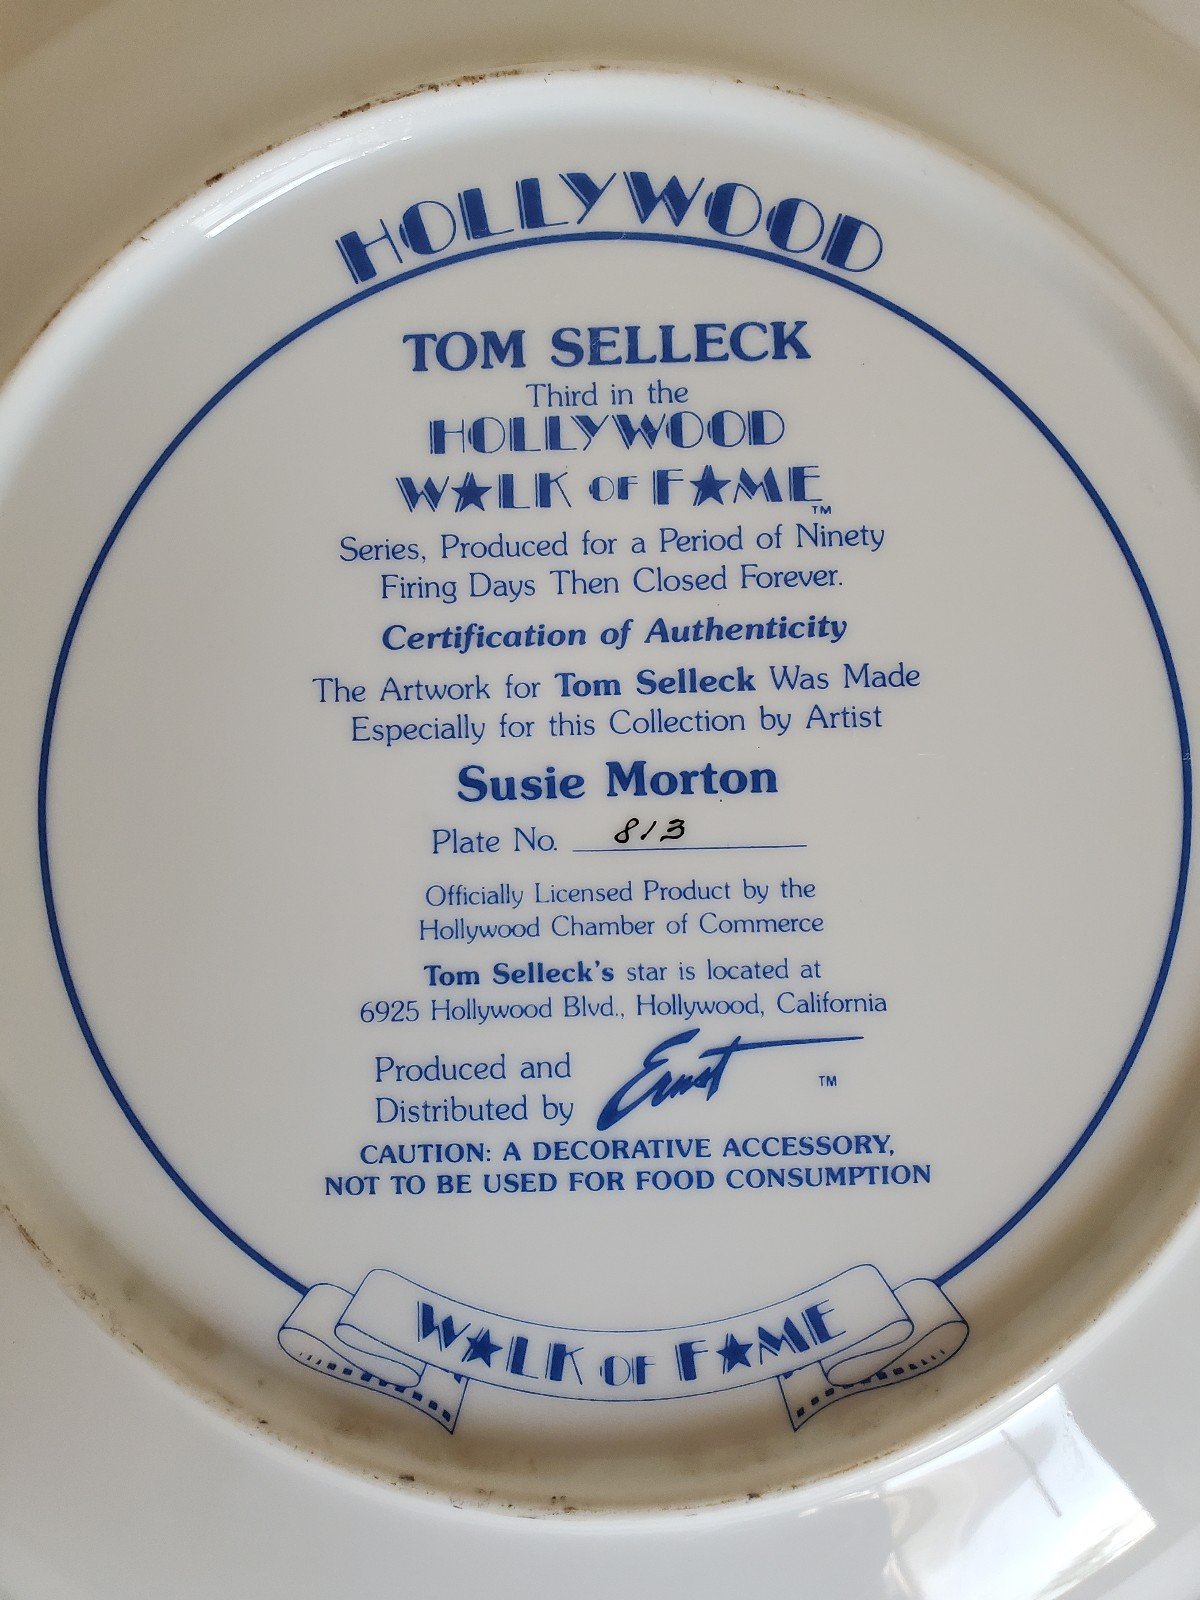 HOLLYWOOD
TOM SELLECK
Third in the
HOLLYWOOD
WALK OF FAME™
Series, Produced for a Period of Ninety
Firing Days Then Closed Forever.
Certification of Authenticity
The Artwork for Tom Selleck Was Made
Especially for this Collection by Artist
Susie Morton
Plate No. 813
Officially Licensed Product by the
Hollywood Chamber of Commerce
Tom Selleck's star is located at
6925 Hollywood Blvd., Hollywood, California
Produced and
Distributed by Ernst ™
CAUTION: A DECORATIVE ACCESSORY,
NOT TO BE USED FOR FOOD CONSUMPTION
WALK OF FAME